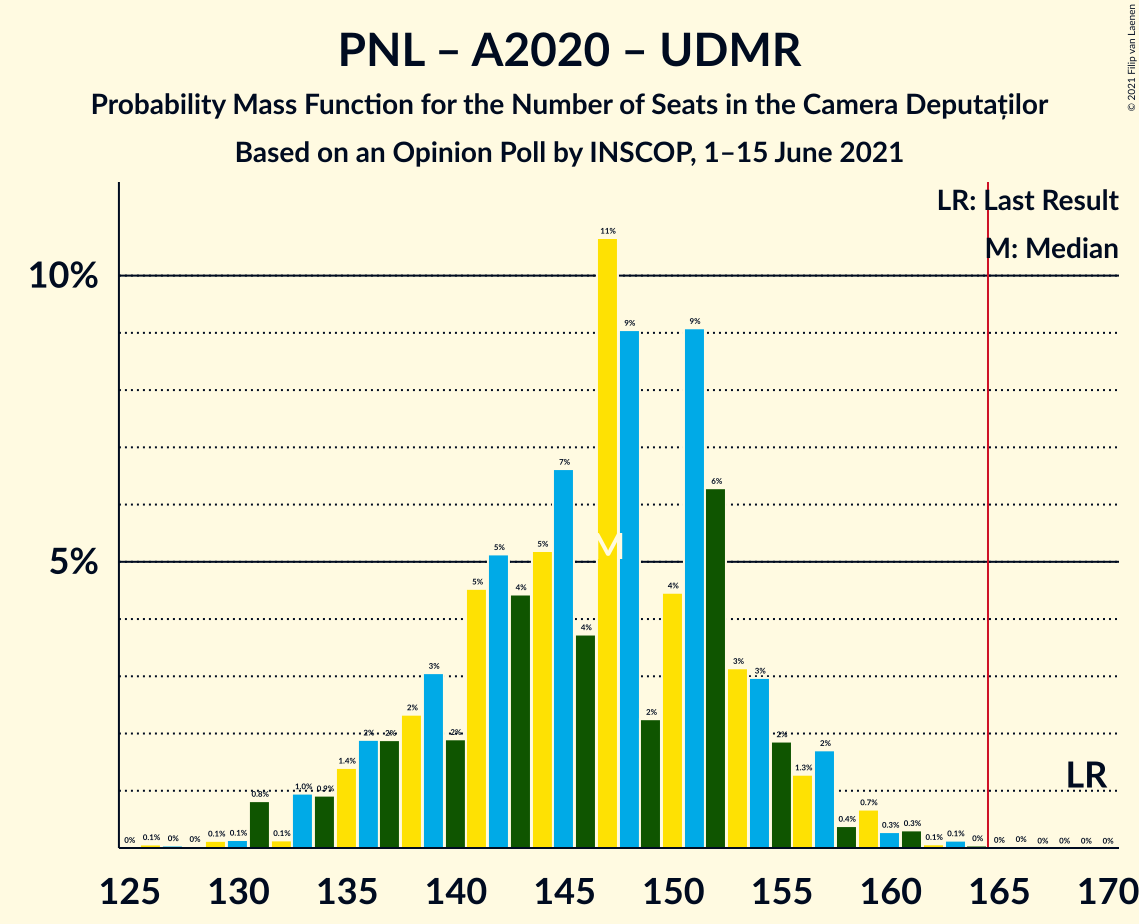 PNL – A2020 – UDMR
Probability Mass Function for the Number of Seats in the Camera Deputaților
Based on an Opinion Poll by INSCOP, 1–15 June 2021
© 2021 Filip van Laenen
LR: Last Result
M: Median
10%
5%
0% 0.1% 0% 0% 0.1% 0.1% 0.8% 0.1% 1.0% 0.9% 1.4% 2% 2% 2% 3% 2% 5% 5% 4% 5% 7% 4% 11% 9% 2% 4% 9% 6% 3% 3% 2% 1.3% 2% 0.4% 0.7% 0.3% 0.3% 0.1% 0.1% 0% 0% 0% 0% 0% 0% 0%
M
LR
125 130 135 140 145 150 155 160 165 170